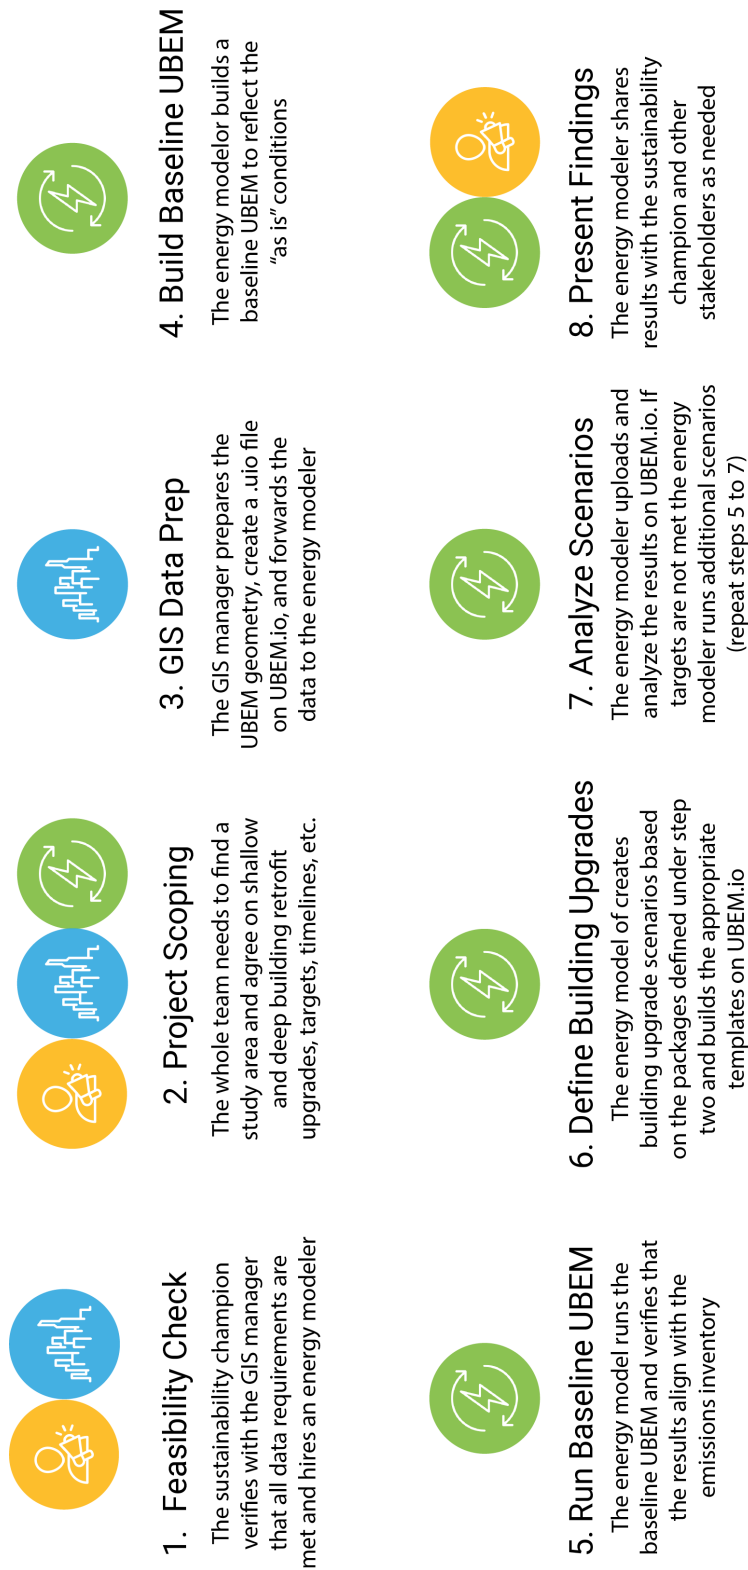 1. Feasibility Check
The sustainability champion
verifies with the GIS manager
that all data requirements are
met and hires an energy modeler
2. Project Scoping
The whole team needs to find a
study area and agree on shallow
and deep building retrofit
upgrades, targets, timelines, etc.
3. GIS Data Prep
The GIS manager prepares the
UBEM geometry, create a .uio file
on UBEM.io, and forwards the
data to the energy modeler
4. Build Baseline UBEM
The energy modelor builds a
baseline UBEM to reflect the
“as is” conditions
5. Run Baseline UBEM
The energy model runs the
baseline UBEM and verifies that
the results align with the
emissions inventory
6. Define Building Upgrades
The energy model of creates
building upgrade scenarios based
on the packages defined under step
two and builds the appropriate
templates on UBEM.io
7. Analyze Scenarios
The energy modeler uploads and
analyze the results on UBEM.io. If
targets are not met the energy
modeler runs additional scenarios
(repeat steps 5 to 7)
8. Present Findings
The energy modeler shares
results with the sustainability
champion and other
stakeholders as needed